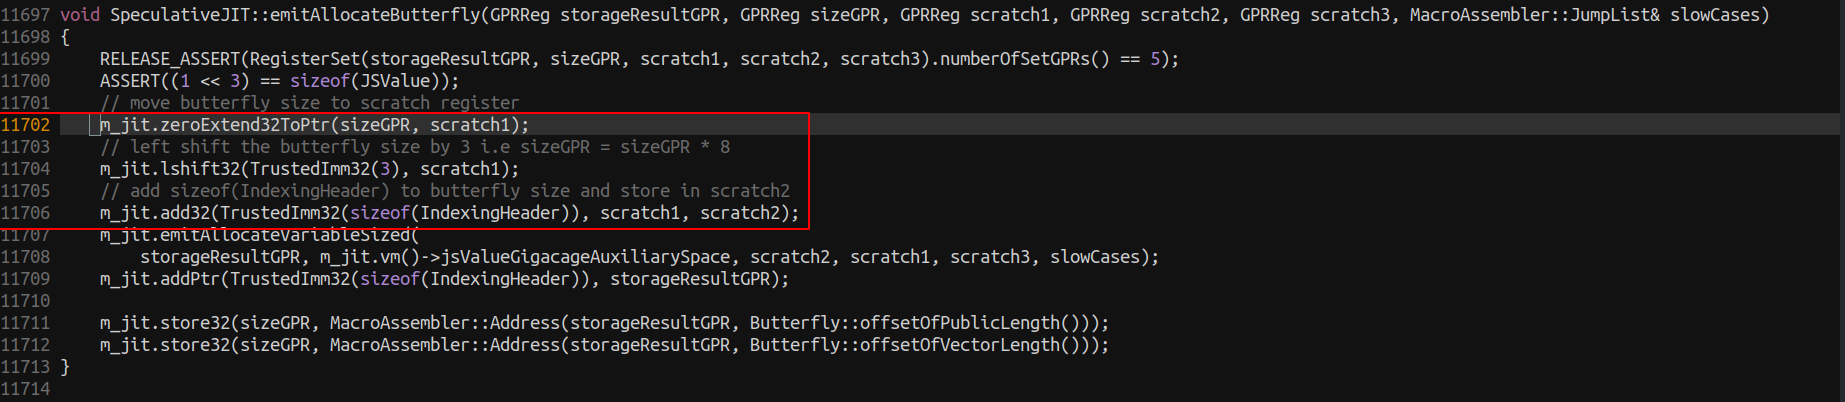 11697 void SpeculativeJIT::emitAllocateButterfly(GPRReg storageResultGPR, GPRReg sizeGPR, GPRReg scratch1, GPRReg scratch2, GPRReg scratch3, MacroAssembler::JumpList& slowCases)
11698 {
11699     RELEASE_ASSERT(RegisterSet(storageResultGPR, sizeGPR, scratch1, scratch2, scratch3).numberOfSetGPRs() == 5);
11700     ASSERT((1 << 3) == sizeof(JSValue));
11701     // move butterfly size to scratch register
11702     m_jit.zeroExtend32ToPtr(sizeGPR, scratch1);
11703     // left shift the butterfly size by 3 i.e sizeGPR = sizeGPR * 8
11704     m_jit.lshift32(TrustedImm32(3), scratch1);
11705     // add sizeof(IndexingHeader) to butterfly size and store in scratch2
11706     m_jit.add32(TrustedImm32(sizeof(IndexingHeader)), scratch1, scratch2);
11707     m_jit.emitAllocateVariableSized(
11708         storageResultGPR, m_jit.vm()->jsValueGigacageAuxiliarySpace, scratch2, scratch1, scratch3, slowCases);
11709     m_jit.addPtr(TrustedImm32(sizeof(IndexingHeader)), storageResultGPR);
11710
11711     m_jit.store32(sizeGPR, MacroAssembler::Address(storageResultGPR, Butterfly::offsetOfPublicLength()));
11712     m_jit.store32(sizeGPR, MacroAssembler::Address(storageResultGPR, Butterfly::offsetOfVectorLength()));
11713 }
11714